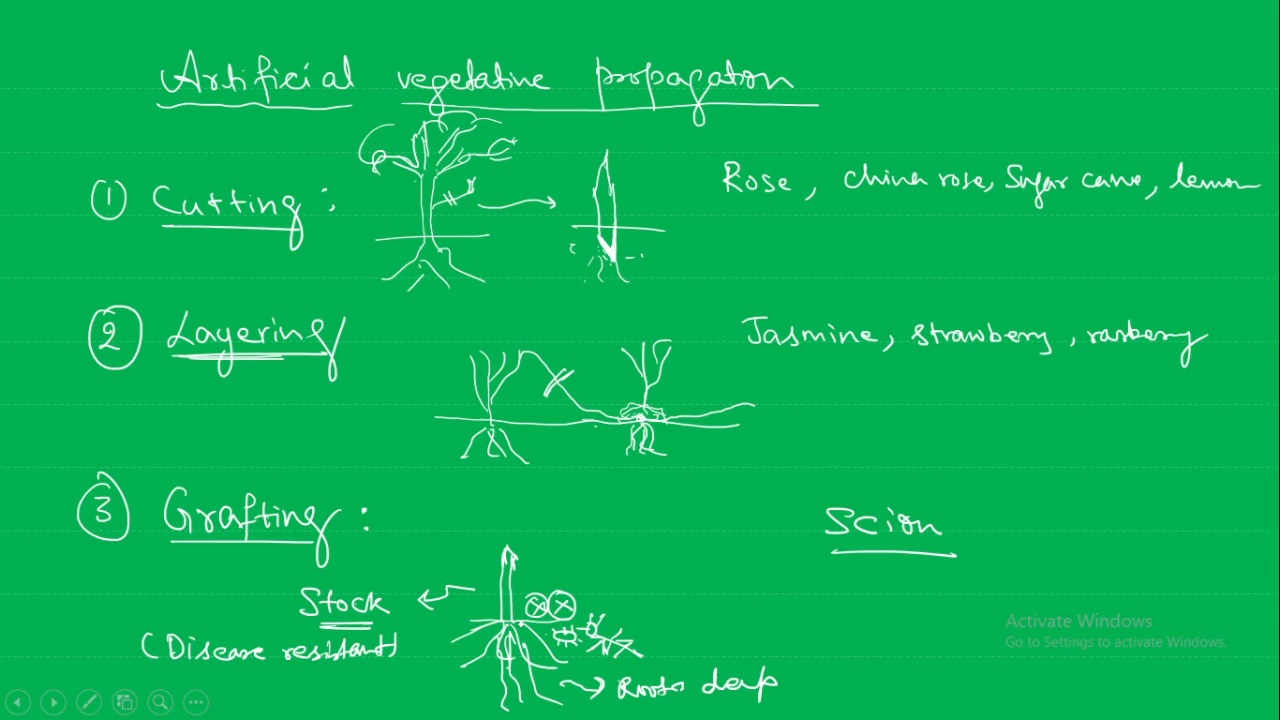 Artificial vegetative propagaton
① Cutting :
Rose, china rose, Sugar cane, lemon
② Layering
Jasmine, strawberry, rasberry
③ Grafting :
Scion
Stock
(Disease resistant)
Roots deep
Activate Windows
Go to Settings to activate Windows.